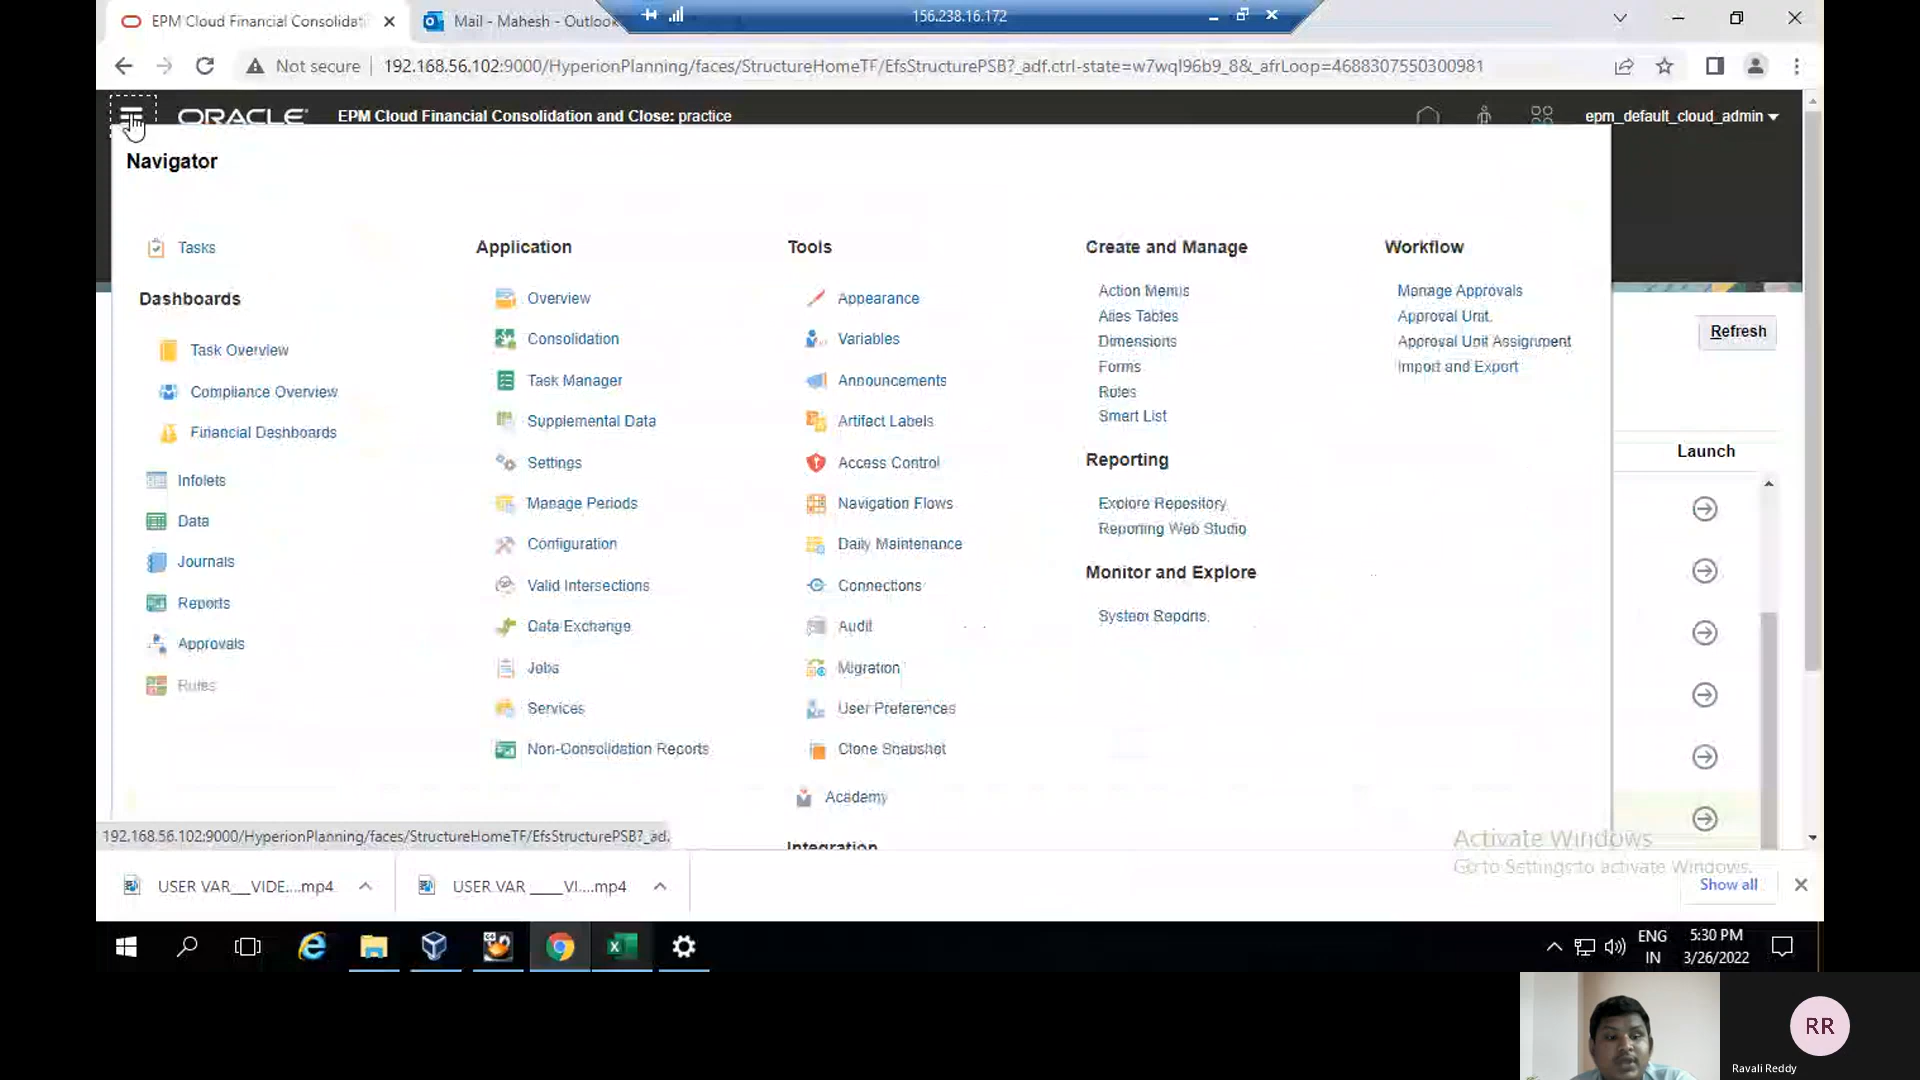 EPM Cloud Financial Consolidati
Mail - Mahesh - Outlook
156.238.16.172
Not secure
192.168.56.102:9000/HyperionPlanning/faces/StructureHomeTF/EfsStructurePSB?_adf.ctrl-state=w7wql96b9_8&_afrLoop=4688307550300981
ORACLE
EPM Cloud Financial Consolidation and Close: practice
epm_default_cloud_admin
Navigator
Refresh
Launch
Tasks
Dashboards
Task Overview
Compliance Overview
Financial Dashboards
Infolets
Data
Journals
Reports
Approvals
Rules
Application
Overview
Consolidation
Task Manager
Supplemental Data
Settings
Manage Periods
Configuration
Valid Intersections
Data Exchange
Jobs
Services
Non-Consolidation Reports
Tools
Appearance
Variables
Announcements
Artifact Labels
Access Control
Navigation Flows
Daily Maintenance
Connections
Audit
Migration
User Preferences
Clone Snapshot
Academy
Integration
Create and Manage
Action Menus
Alias Tables
Dimensions
Forms
Rules
Smart List
Reporting
Explore Repository
Reporting Web Studio
Monitor and Explore
System Reports
Workflow
Manage Approvals
Approval Unit
Approval Unit Assignment
Import and Export
192.168.56.102:9000/HyperionPlanning/faces/StructureHomeTF/EfsStructurePSB?_ad.
Activate Windows
Go to Settings to activate Windows.
USER VAR__VIDE....mp4
USER VAR ____VI....mp4
Show all
ENG
IN
5:30 PM
3/26/2022
RR
Ravali Reddy